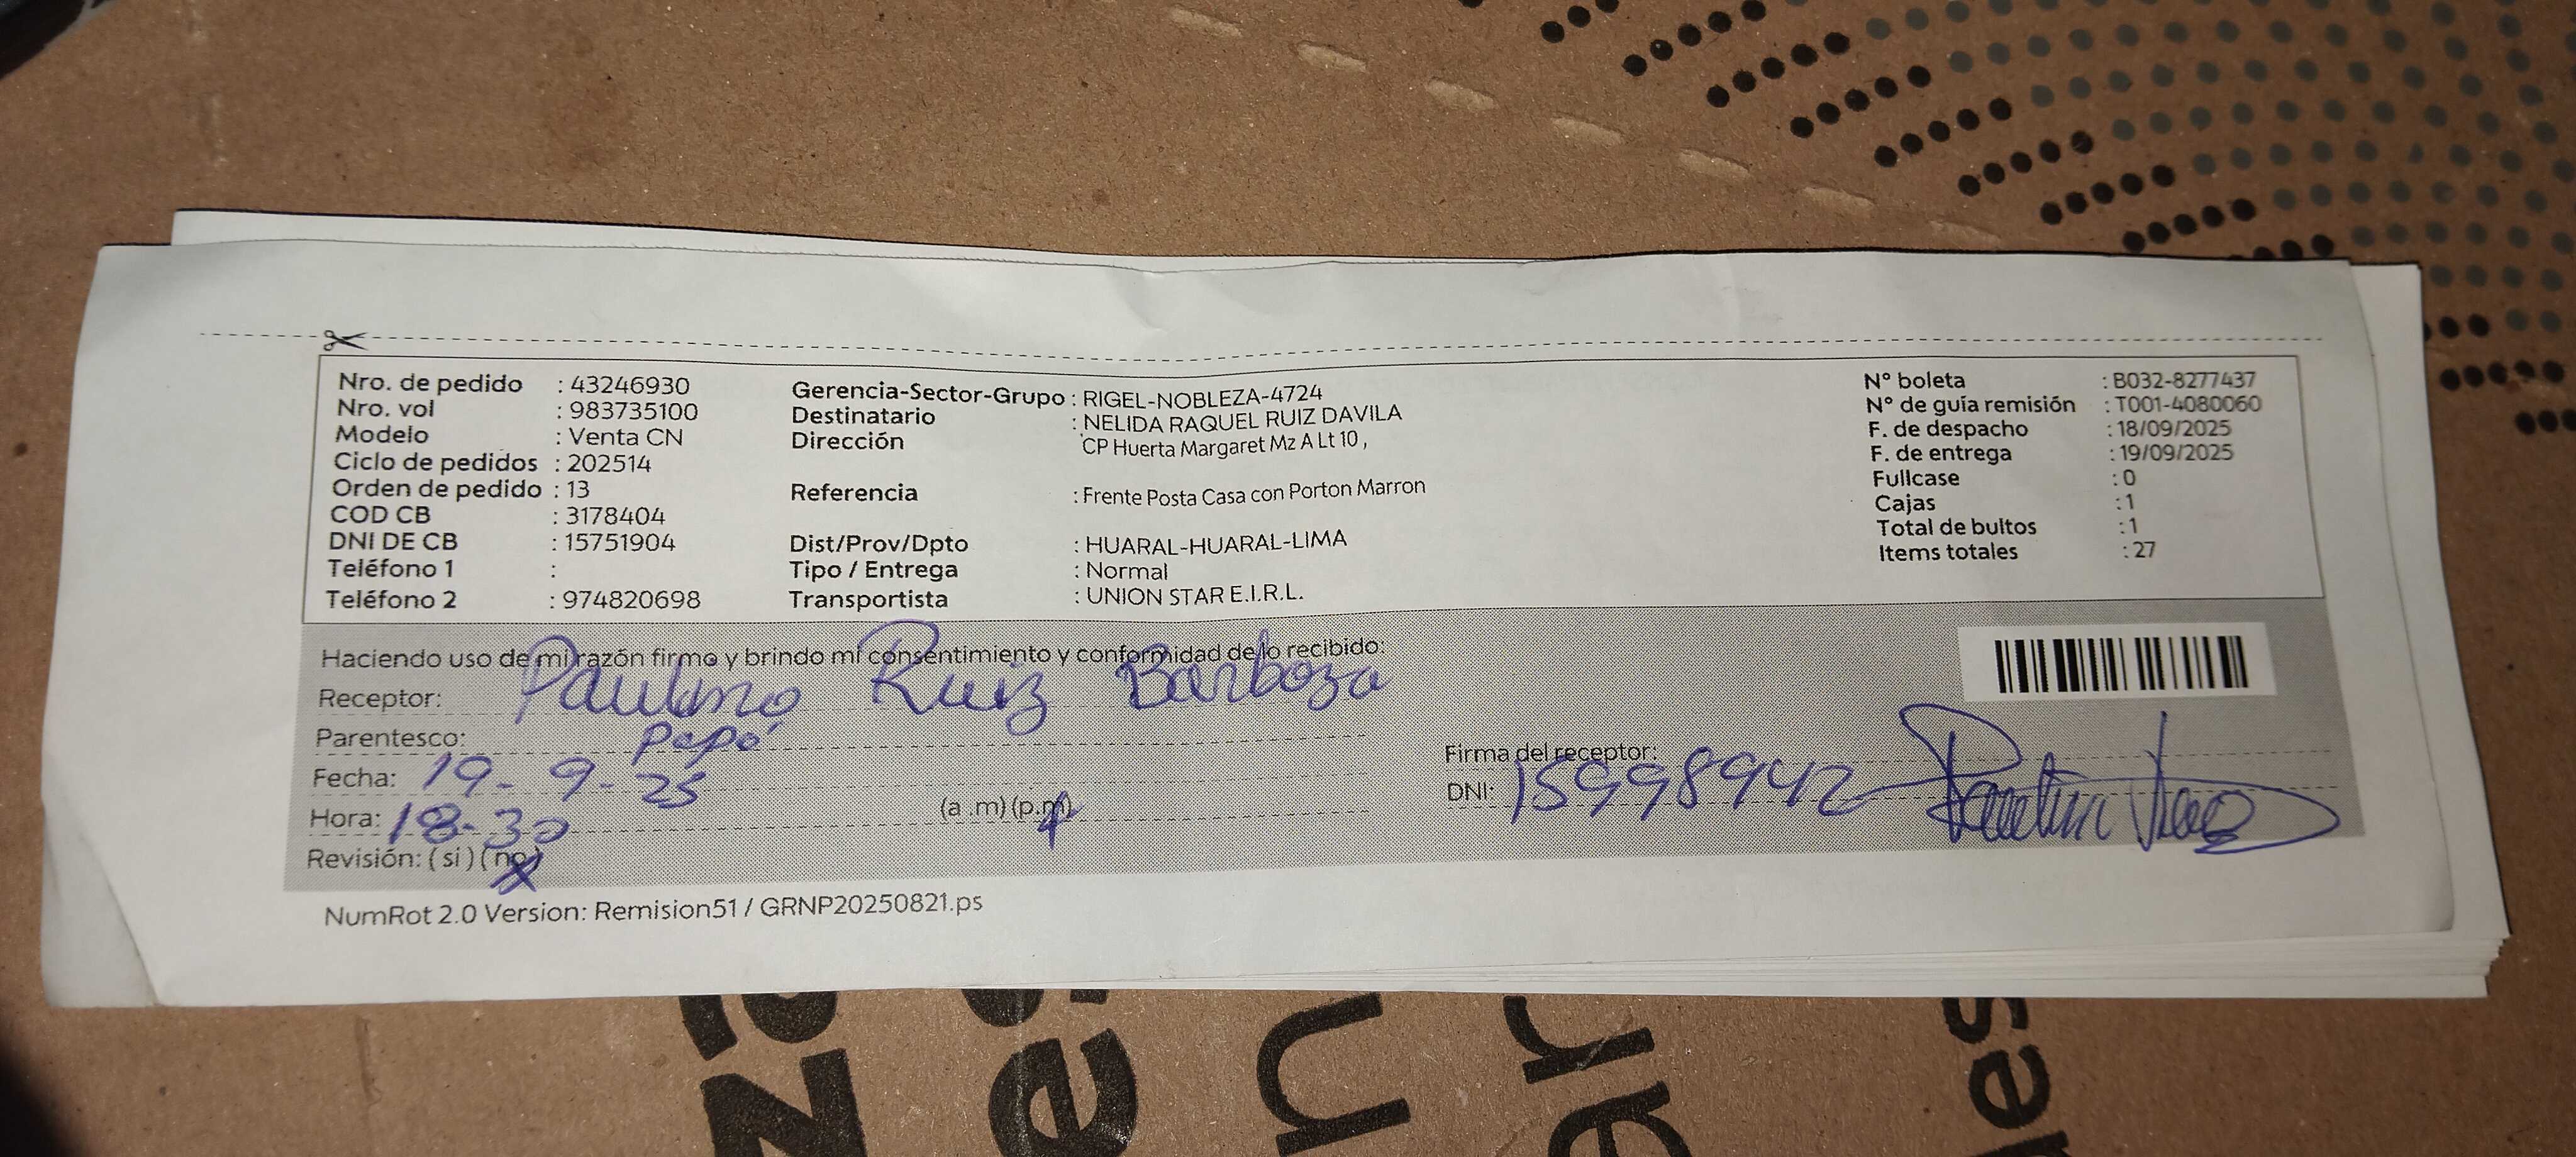 Nro. de pedido : 43246930
Nro. vol : 983735100
Modelo : Venta CN
Ciclo de pedidos : 202514
Orden de pedido : 13
COD CB : 3178404
DNI DE CB : 15751904
Teléfono 1 :
Teléfono 2 : 974820698
Gerencia-Sector-Grupo : RIGEL-NOBLEZA-4724
Destinatario : NELIDA RAQUEL RUIZ DAVILA
Dirección : CP Huerta Margaret Mz A Lt 10 ,
Referencia : Frente Posta Casa con Porton Marron
Dist/Prov/Dpto : HUARAL-HUARAL-LIMA
Tipo / Entrega : Normal
Transportista : UNION STAR E.I.R.L.
N° boleta : B032-8277437
N° de guía remisión : T001-4080060
F. de despacho : 18/09/2025
F. de entrega : 19/09/2025
Fullcase : 0
Cajas : 1
Total de bultos : 1
Items totales : 27
Haciendo uso de mi razón firmo y brindo mi consentimiento y conformidad de lo recibido:
Receptor: Paulino Ruiz Barboza
Parentesco: Papá
Fecha: 19-9-25
Hora: 18-30 (a .m) (p.m)
Revisión: ( si ) ( no )
Firma del receptor:
DNI: 15998942
NumRot 2.0 Version: Remision51 / GRNP20250821.ps